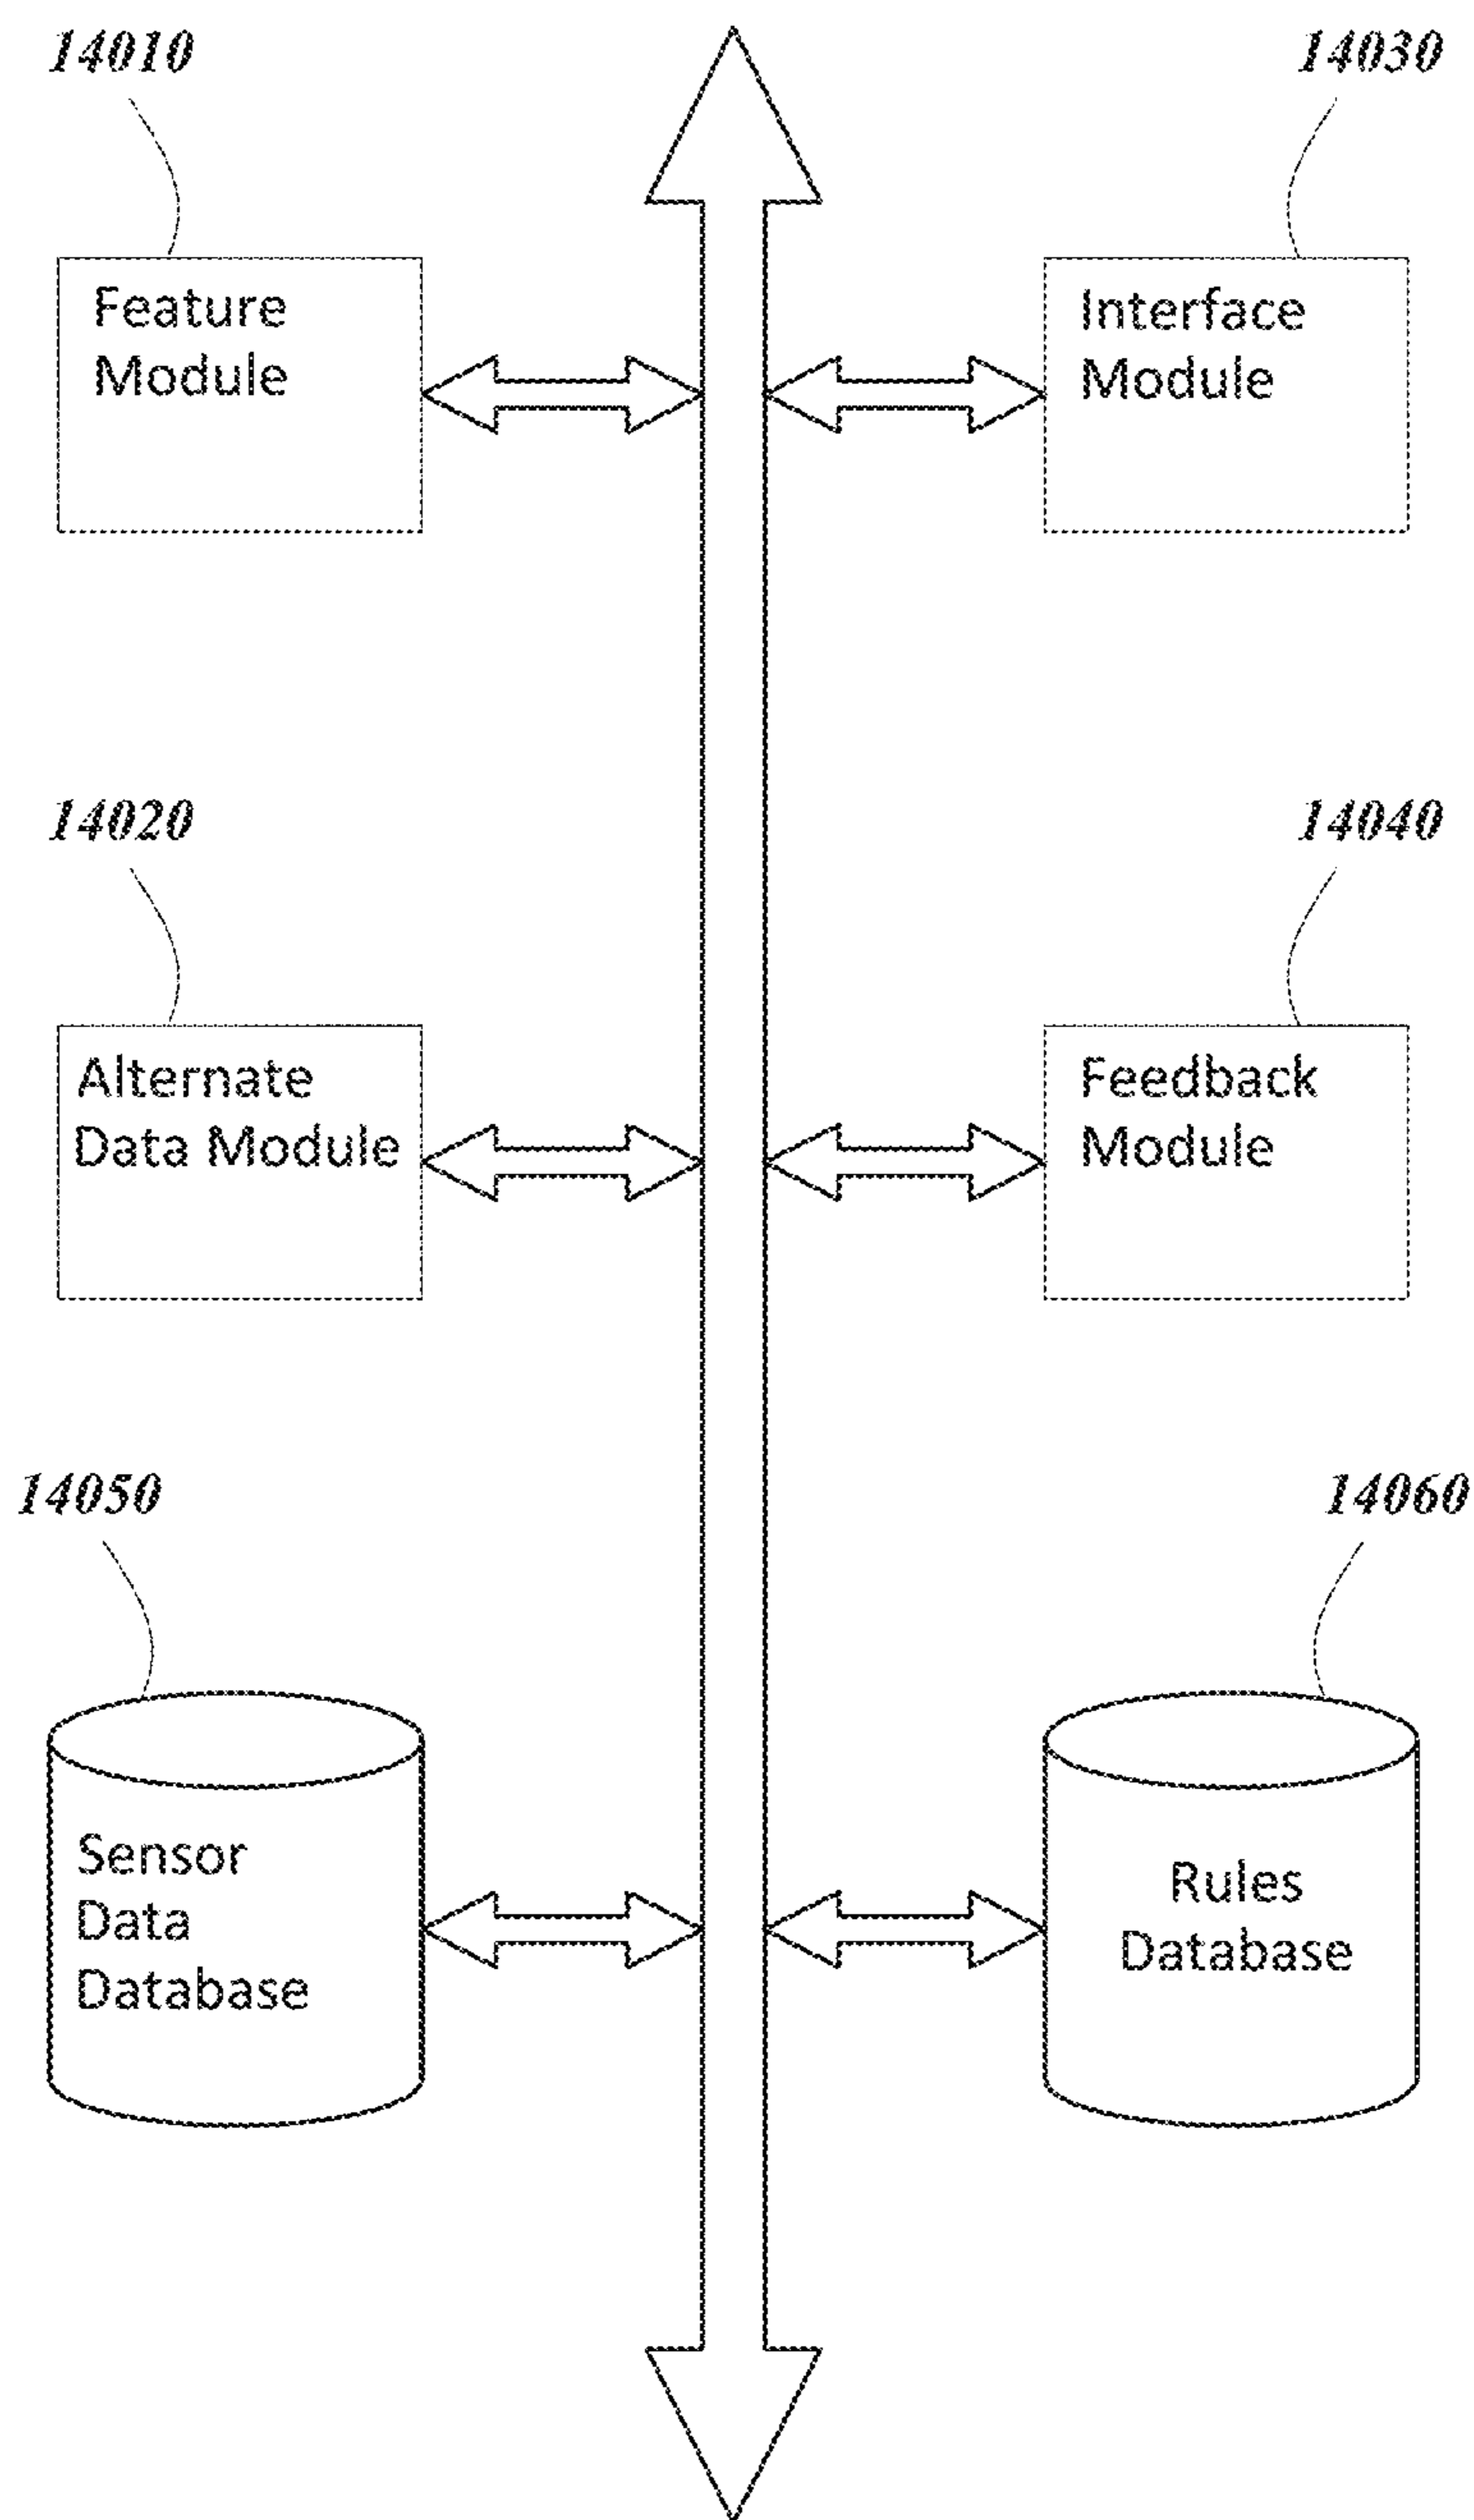 14010
14030
Feature
Module
Interface
Module
14020
14040
Alternate
Data Module
Feedback
Module
14050
14060
Sensor
Data
Database
Rules
Database